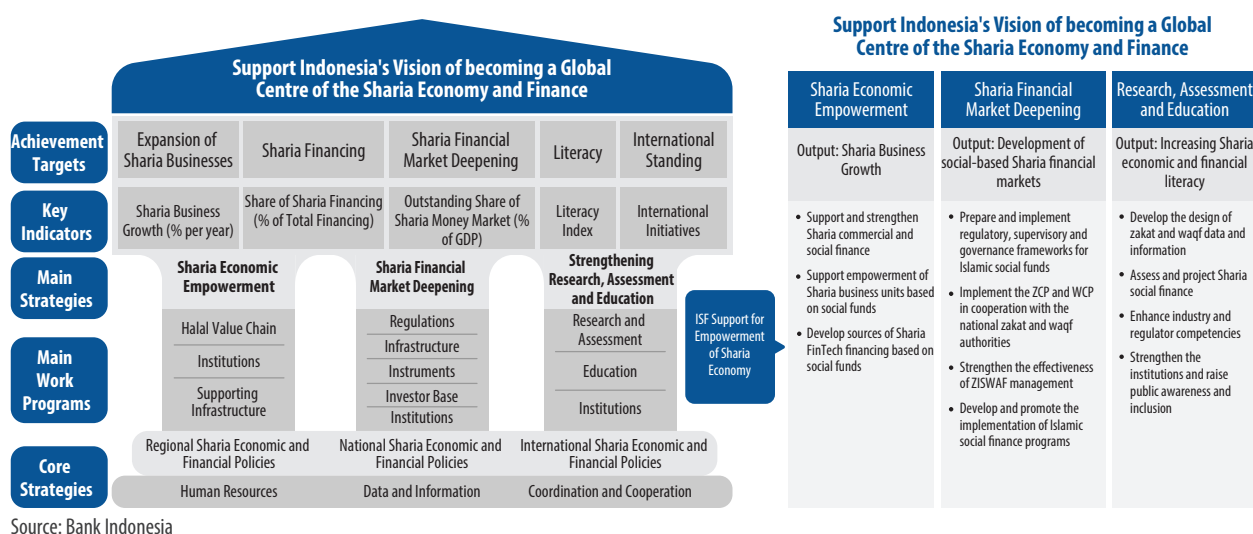 Support Indonesia's Vision of becoming a Global
Centre of the Sharia Economy and Finance
Achievement
Targets
Expansion of
Sharia Businesses
Sharia Financing
Sharia Financial
Market Deepening
Literacy
International
Standing
Key
Indicators
Sharia Business
Growth (% per year)
Share of Sharia Financing
(% of Total Financing)
Outstanding Share of
Sharia Money Market (%
of GDP)
Literacy
Index
International
Initiatives
Main
Strategies
Sharia Economic
Empowerment
Sharia Financial
Market Deepening
Strengthening
Research, Assessment
and Education
Main
Work
Programs
Halal Value Chain
Institutions
Supporting
Infrastructure
Regulations
Infrastructure
Instruments
Investor Base
Institutions
Research and
Assessment
Education
Institutions
Core
Strategies
Regional Sharia Economic and
Financial Policies
National Sharia Economic and
Financial Policies
International Sharia Economic and
Financial Policies
Human Resources
Data and Information
Coordination and Cooperation
Source: Bank Indonesia
ISF Support for
Empowerment
of Sharia
Economy
Support Indonesia's Vision of becoming a Global
Centre of the Sharia Economy and Finance
Sharia Economic
Empowerment
Output: Sharia Business
Growth
• Support and strengthen
Sharia commercial and
social finance
• Support empowerment of
Sharia business units based
on social funds
• Develop sources of Sharia
FinTech financing based on
social funds
Sharia Financial
Market Deepening
Output: Development of
social-based Sharia financial
markets
• Prepare and implement
regulatory, supervisory and
governance frameworks for
Islamic social funds
• Implement the ZCP and WCP
in cooperation with the
national zakat and waqf
authorities
• Strengthen the effectiveness
of ZISWAF management
• Develop and promote the
implementation of Islamic
social finance programs
Research, Assessment
and Education
Output: Increasing Sharia
economic and financial
literacy
• Develop the design of
zakat and waqf data and
information
• Assess and project Sharia
social finance
• Enhance industry and
regulator competencies
• Strengthen the
institutions and raise
public awareness and
inclusion